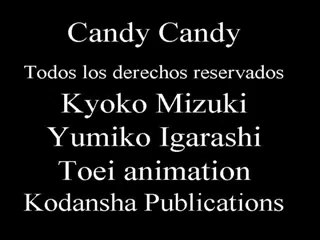 Candy Candy
Todos los derechos reservados
Kyoko Mizuki
Yumiko Igarashi
Toei animation
Kodansha Publications